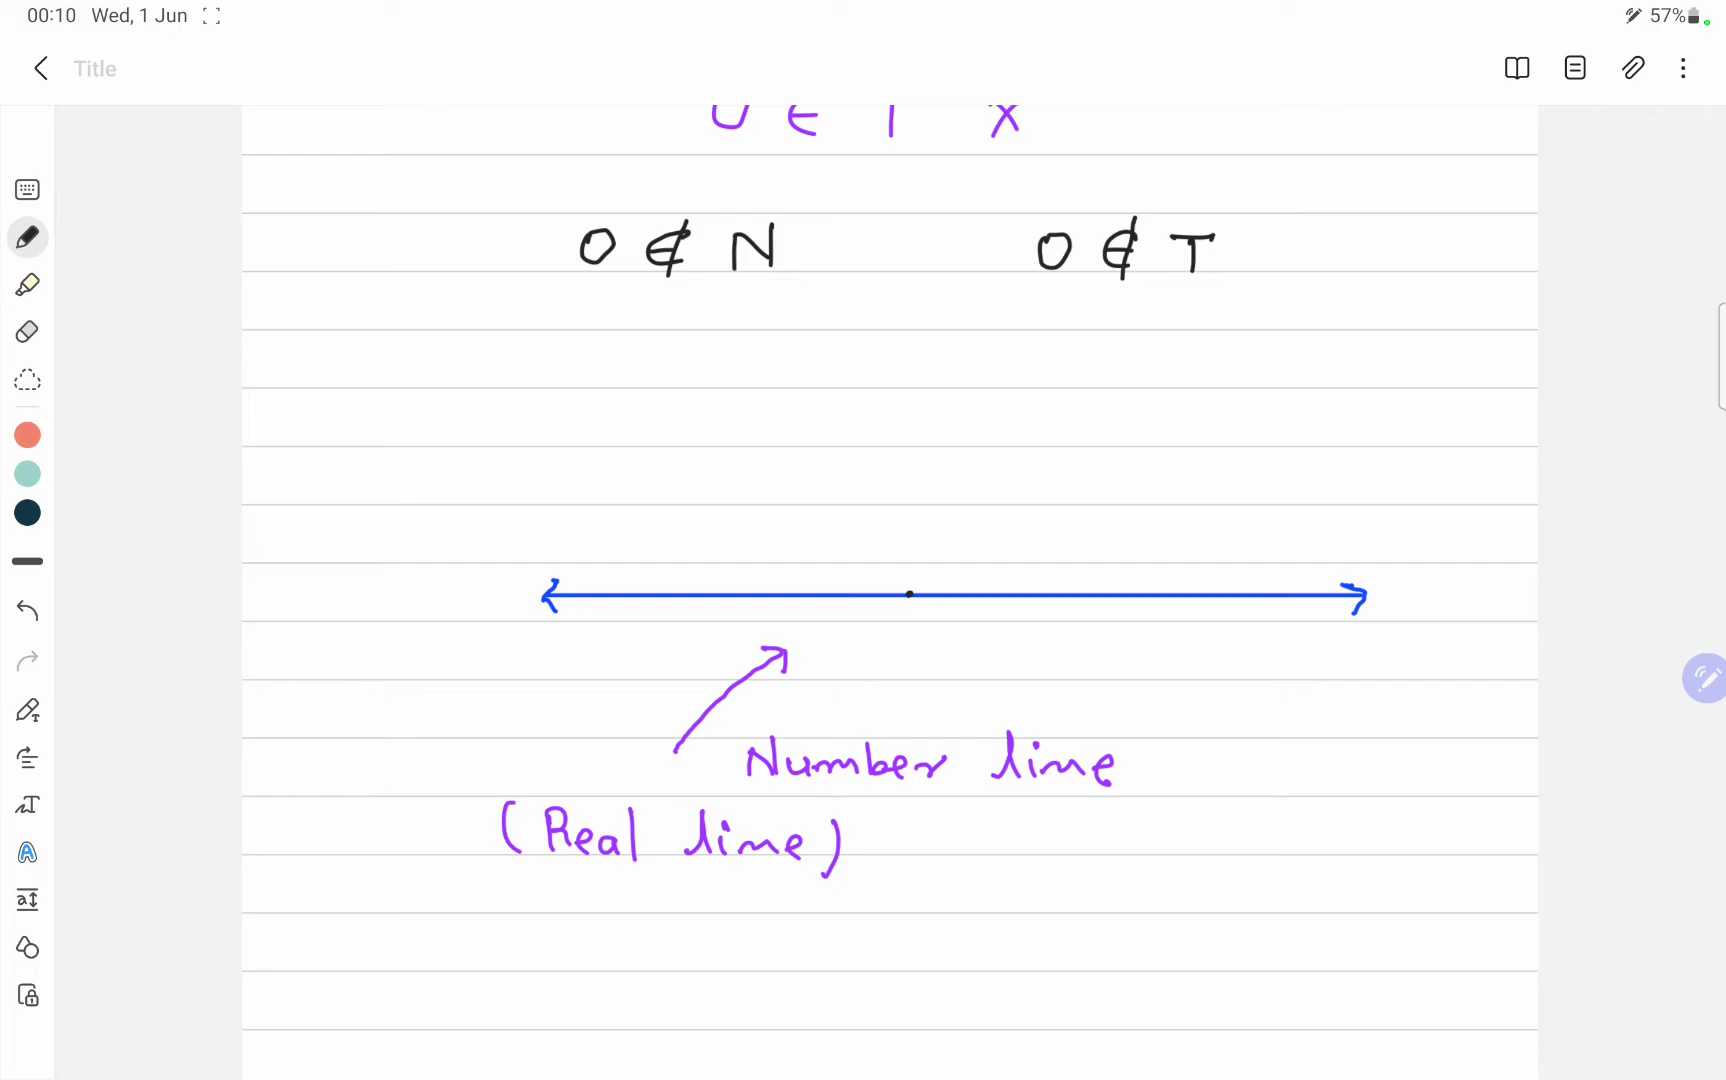 00:10 Wed, 1 Jun 57%
Title
0 ∉ N 0 ∉ T
Number line
(Real line)